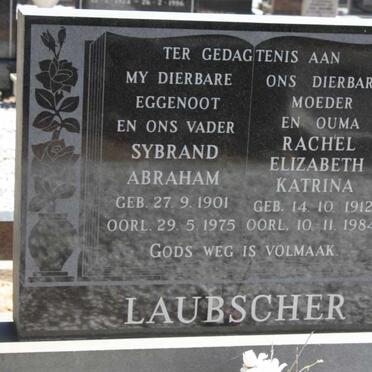 TER GEDAGTENIS AAN
MY DIERBARE
EGGENOOT
EN ONS VADER
SYBRAND
ABRAHAM
GEB. 27. 9. 1901
OORL. 29. 5. 1975
ONS DIERBAR
MOEDER
EN OUMA
RACHEL
ELIZABETH
KATRINA
GEB. 14. 10. 1912
OORL. 10. 11. 1984
GODS WEG IS VOLMAAK.
LAUBSCHER